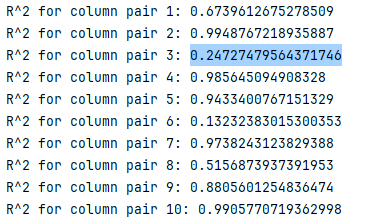 R^2 for column pair 1: 0.6739612675278509
R^2 for column pair 2: 0.9948767218935887
R^2 for column pair 3: 0.24727479564371746
R^2 for column pair 4: 0.985645094908328
R^2 for column pair 5: 0.9433400767151329
R^2 for column pair 6: 0.13232383015300353
R^2 for column pair 7: 0.9738243123829388
R^2 for column pair 8: 0.5156873937391953
R^2 for column pair 9: 0.8805601254836474
R^2 for column pair 10: 0.9905770719362998